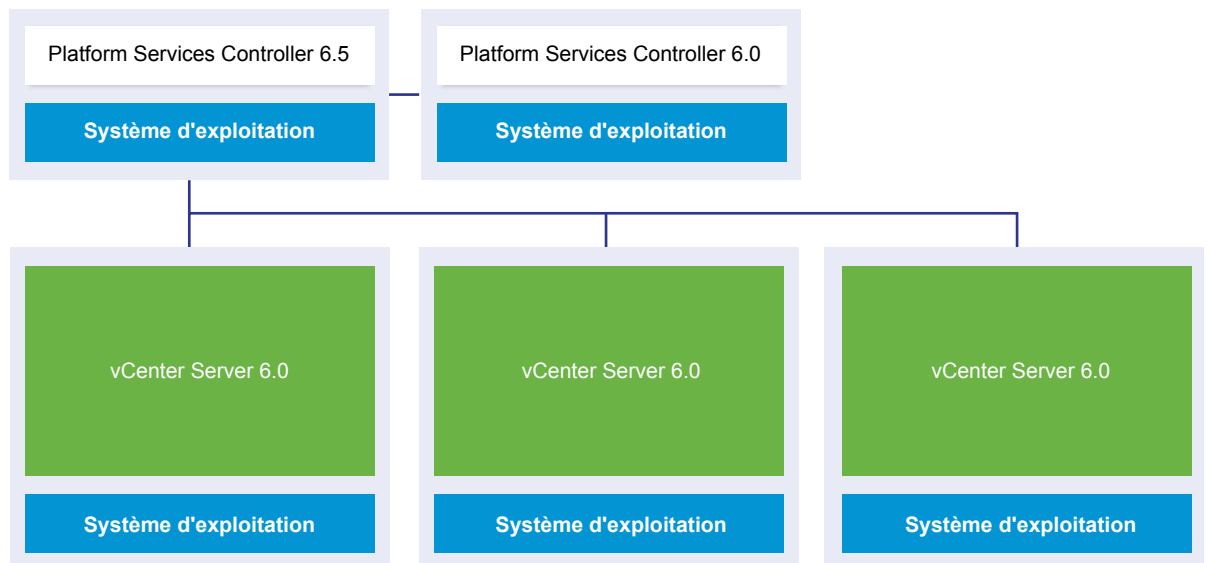 Platform Services Controller 6.5
Platform Services Controller 6.0
Système d'exploitation
Système d'exploitation
vCenter Server 6.0
vCenter Server 6.0
vCenter Server 6.0
Système d'exploitation
Système d'exploitation
Système d'exploitation